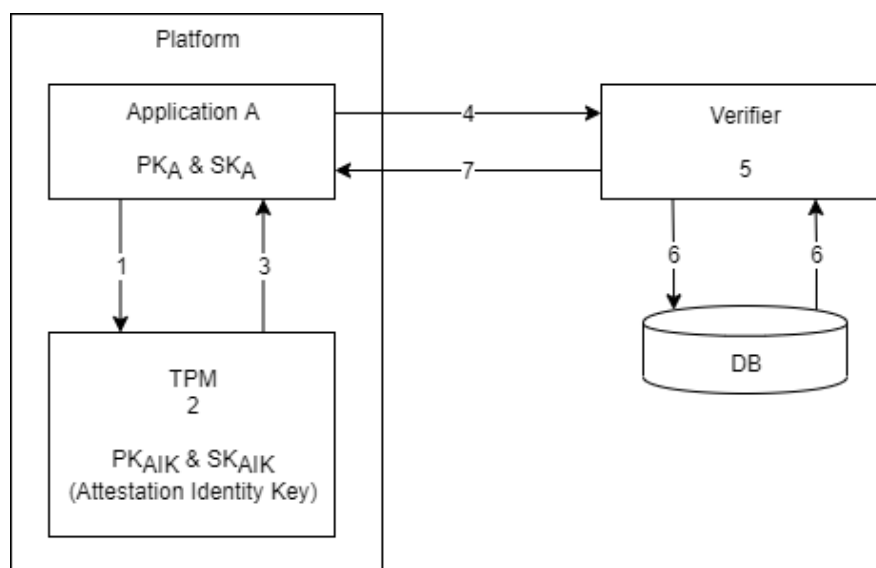 Platform
Application A
PKA & SKA
4
Verifier
5
7
1
3
6
6
TPM
2
PKAIK & SKAIK
(Attestation Identity Key)
DB